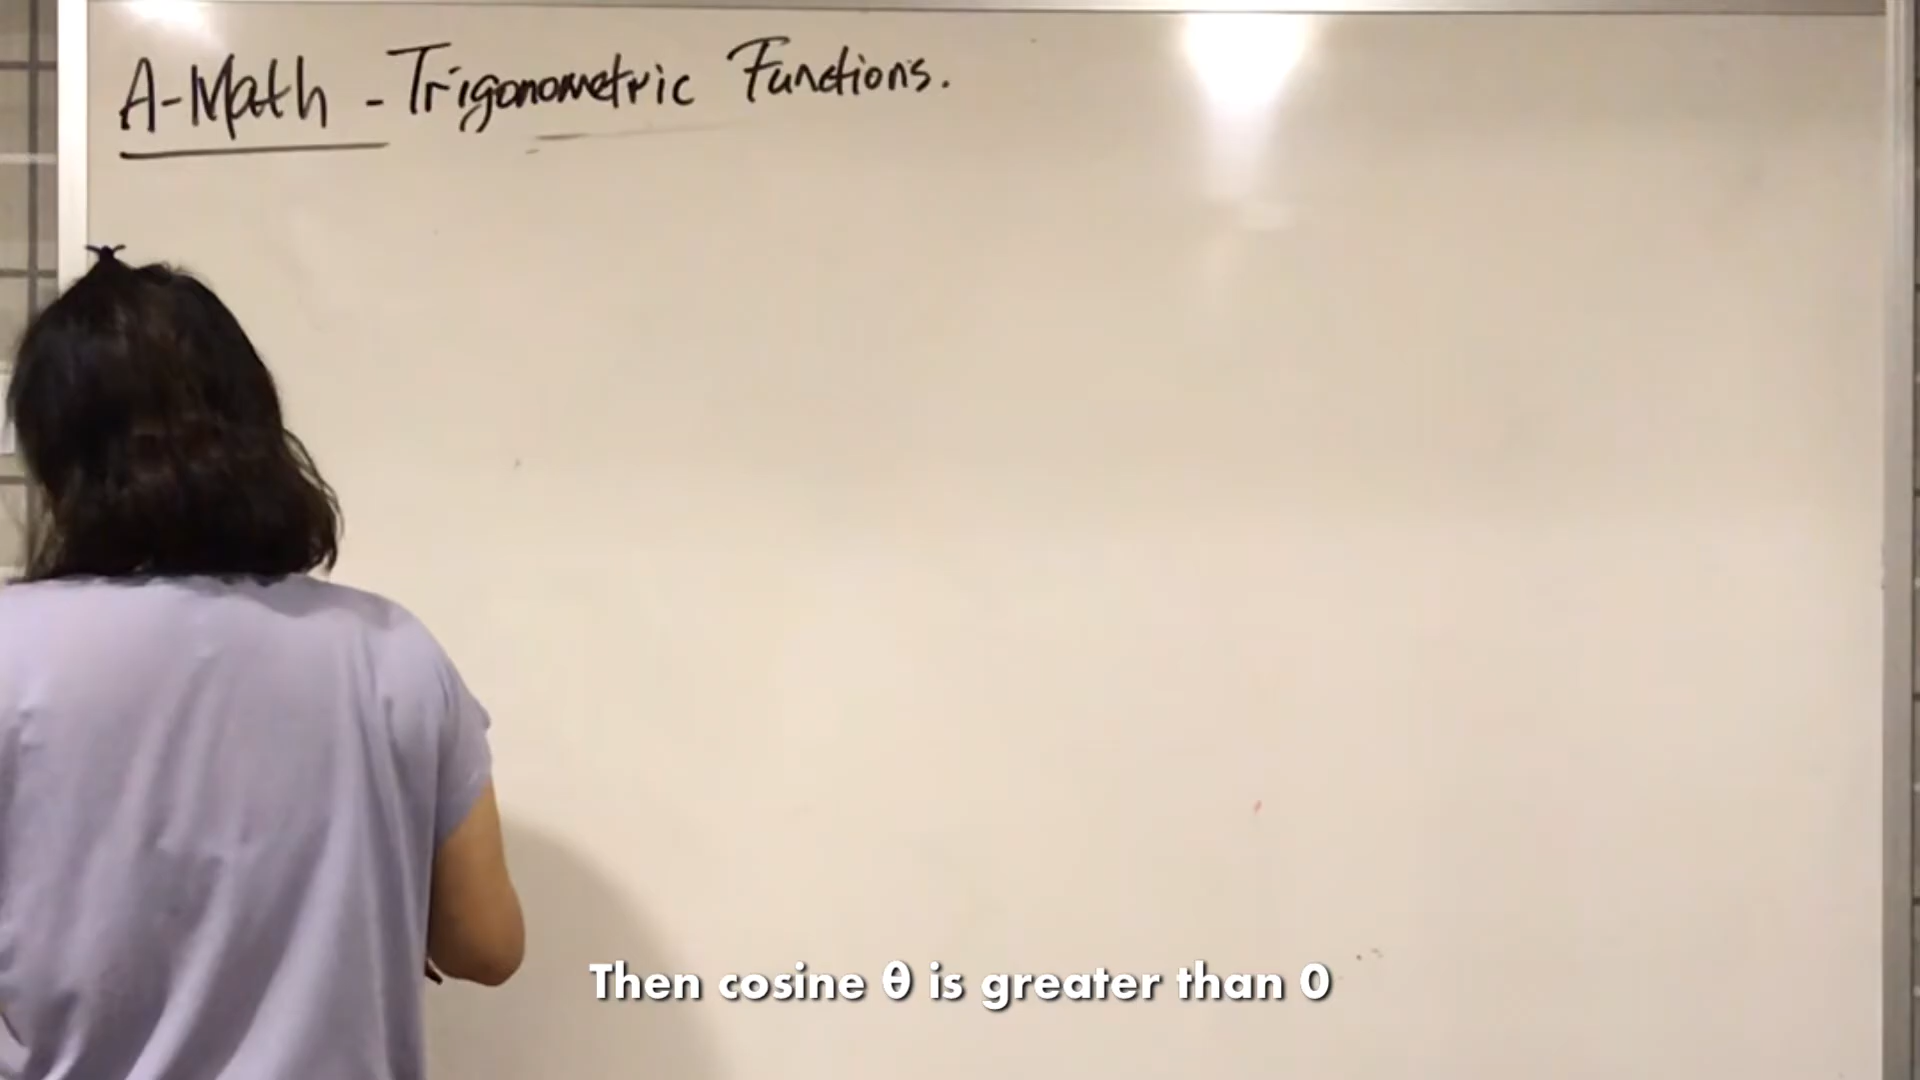 A-Math - Trigonometric Functions.
Then cosine θ is greater than 0